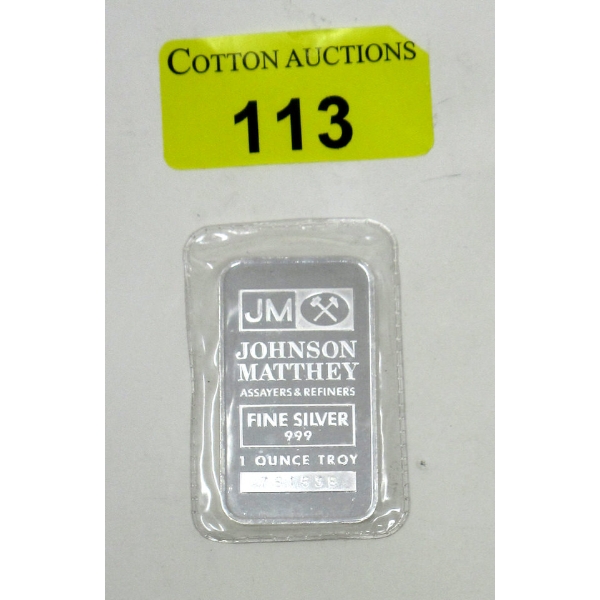 COTTON AUCTIONS
113
JM
JOHNSON
MATTHEY
ASSAYERS & REFINERS
FINE SILVER
999
1 OUNCE TROY